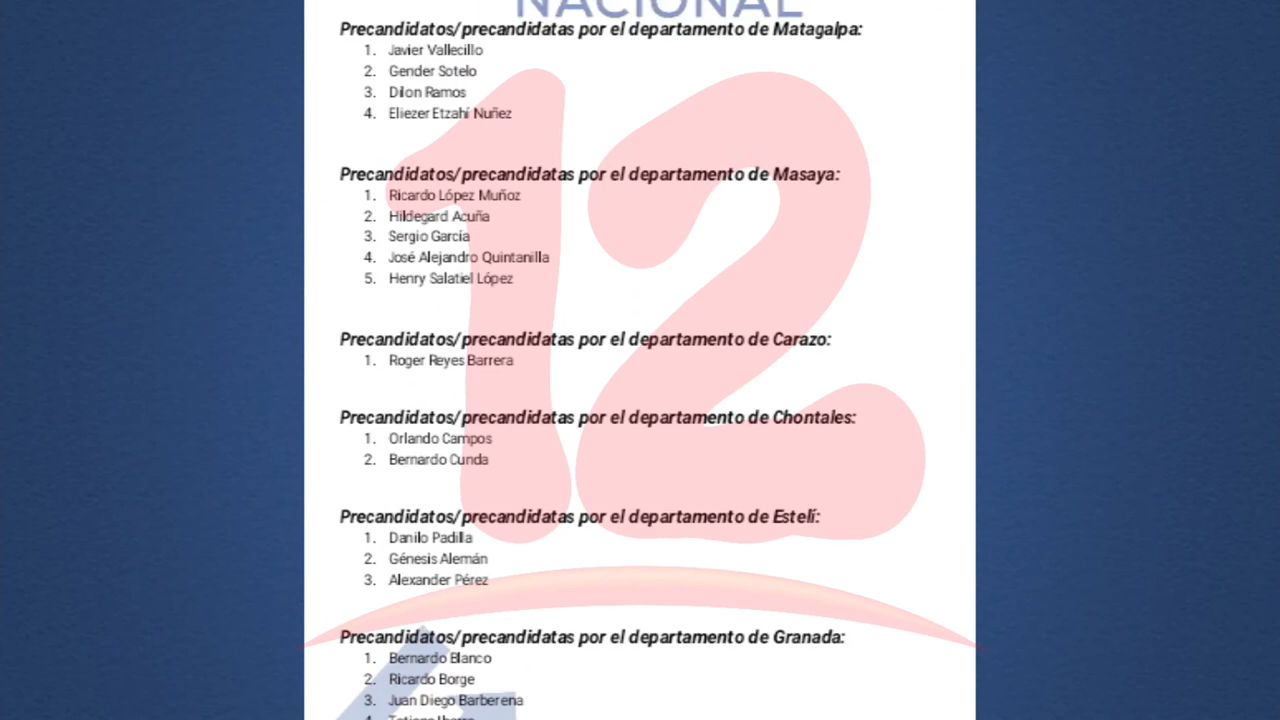 NACIONAL
Precandidatos/precandidatas por el departamento de Matagalpa:
1. Javier Vallecillo
2. Gender Sotelo
3. Dilon Ramos
4. Eliezer Etzahí Nuñez
Precandidatos/precandidatas por el departamento de Masaya:
1. Ricardo López Muñoz
2. Hildegard Acuña
3. Sergio García
4. José Alejandro Quintanilla
5. Henry Salatiel López
Precandidatos/precandidatas por el departamento de Carazo:
1. Roger Reyes Barrera
Precandidatos/precandidatas por el departamento de Chontales:
1. Orlando Campos
2. Bernardo Cunda
Precandidatos/precandidatas por el departamento de Estelí:
1. Danilo Padilla
2. Génesis Alemán
3. Alexander Pérez
Precandidatos/precandidatas por el departamento de Granada:
1. Bernardo Blanco
2. Ricardo Borge
3. Juan Diego Barberena
12